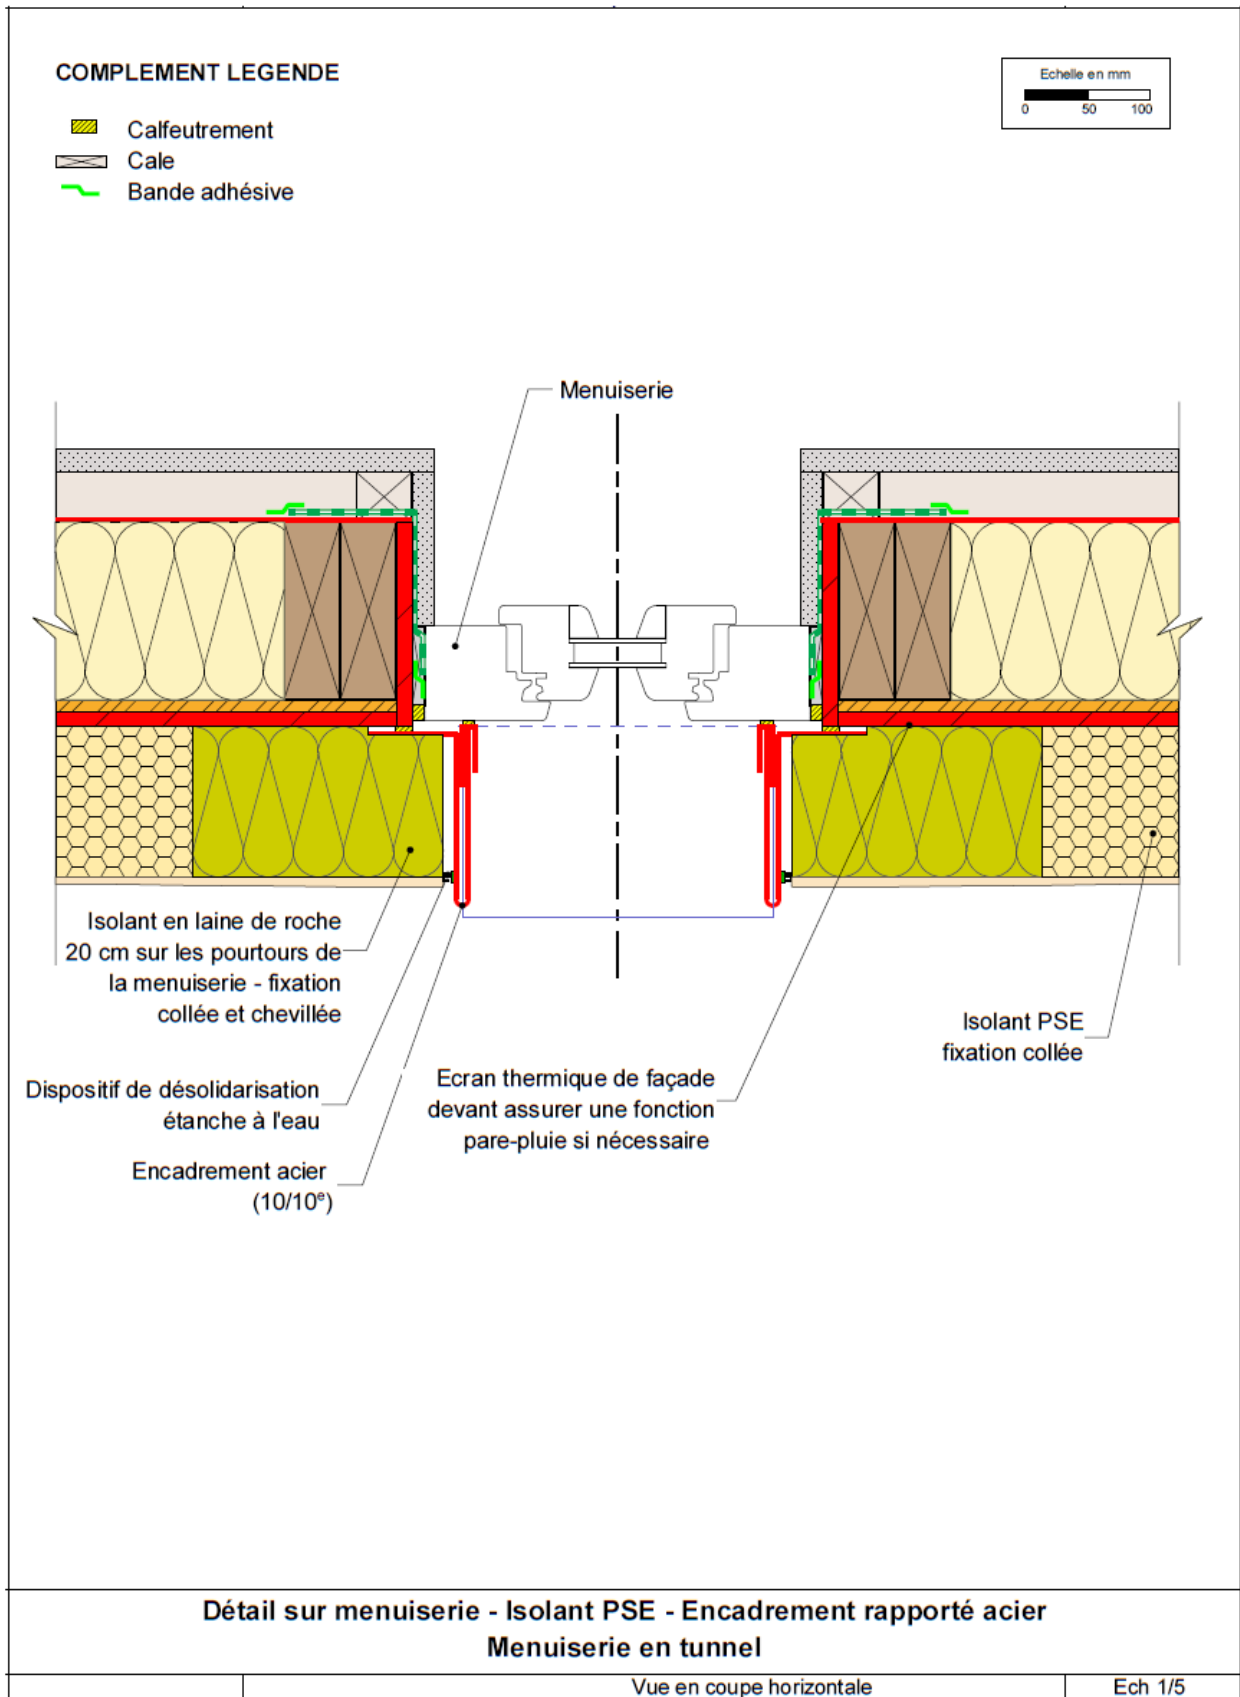 COMPLEMENT LEGENDE
Calfeutrement
Cale
Bande adhésive
Echelle en mm
0 50 100
Menuiserie
Isolant en laine de roche
20 cm sur les pourtours de
la menuiserie - fixation
collée et chevillée
Dispositif de désolidarisation
étanche à l'eau
Encadrement acier
(10/10ᵉ)
Ecran thermique de façade
devant assurer une fonction
pare-pluie si nécessaire
Isolant PSE
fixation collée
Détail sur menuiserie - Isolant PSE - Encadrement rapporté acier
Menuiserie en tunnel
Vue en coupe horizontale
Ech 1/5